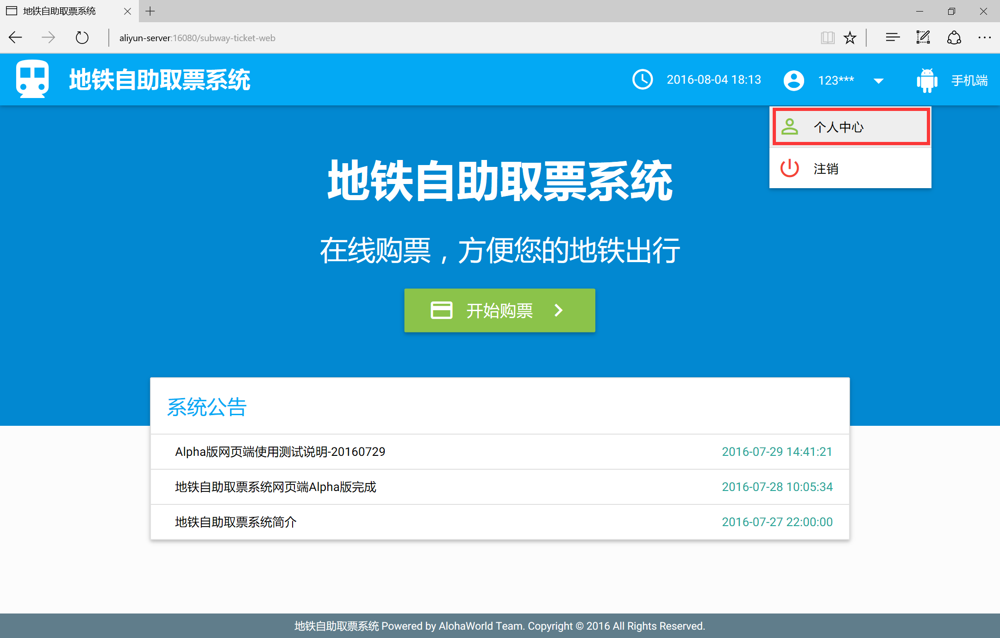 地铁自助取票系统
aliyun-server:16080/subway-ticket-web
地铁自助取票系统
2016-08-04 18:13
123***
手机端
个人中心
注销
地铁自助取票系统
在线购票，方便您的地铁出行
开始购票
系统公告
Alpha版网页端使用测试说明-20160729 2016-07-29 14:41:21
地铁自助取票系统网页端Alpha版完成 2016-07-28 10:05:34
地铁自助取票系统简介 2016-07-27 22:00:00
地铁自助取票系统 Powered by AlohaWorld Team. Copyright © 2016 All Rights Reserved.